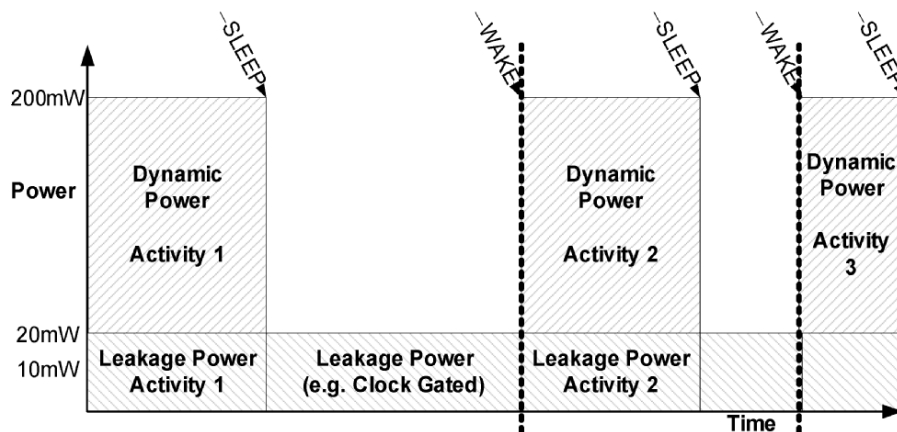 SLEEP
WAKE
SLEEP
WAKE
SLEEP
200mW
Dynamic
Power
Activity 1
Dynamic
Power
Activity 2
Dynamic
Power
Activity
3
Power
20mW
10mW
Leakage Power
Activity 1
Leakage Power
(e.g. Clock Gated)
Leakage Power
Activity 2
Time